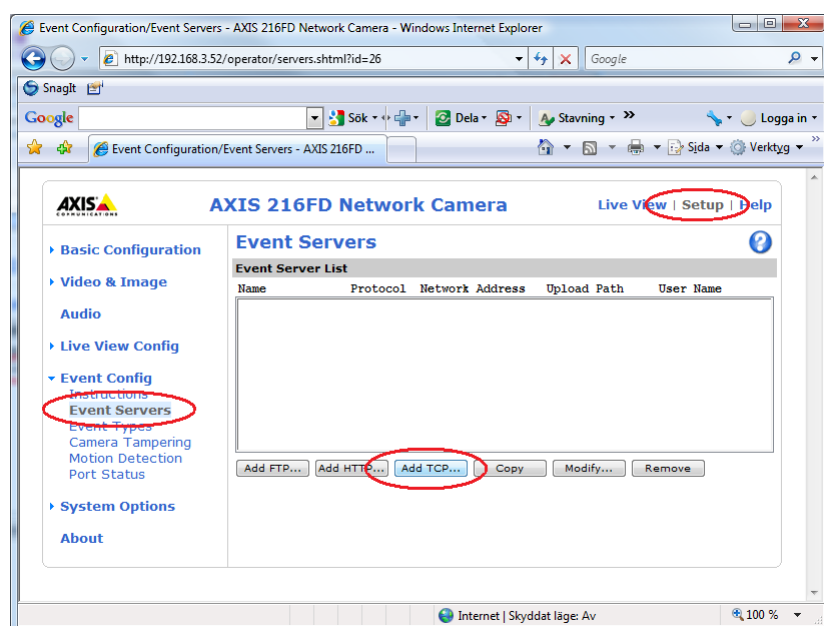 Event Configuration/Event Servers - AXIS 216FD Network Camera - Windows Internet Explorer
http://192.168.3.52/operator/servers.shtml?id=26
Google
SnagIt
Google
Sök
Dela
Stavning
Logga in
Event Configuration/Event Servers - AXIS 216FD ...
Sida
Verktyg
AXIS
COMMUNICATIONS
AXIS 216FD Network Camera
Live View | Setup | Help
Basic Configuration
Video & Image
Audio
Live View Config
Event Config
Instructions
Event Servers
Event Types
Camera Tampering
Motion Detection
Port Status
System Options
About
Event Servers
Event Server List
Name Protocol Network Address Upload Path User Name
Add FTP... Add HTTP... Add TCP... Copy Modify... Remove
Internet | Skyddat läge: Av
100 %